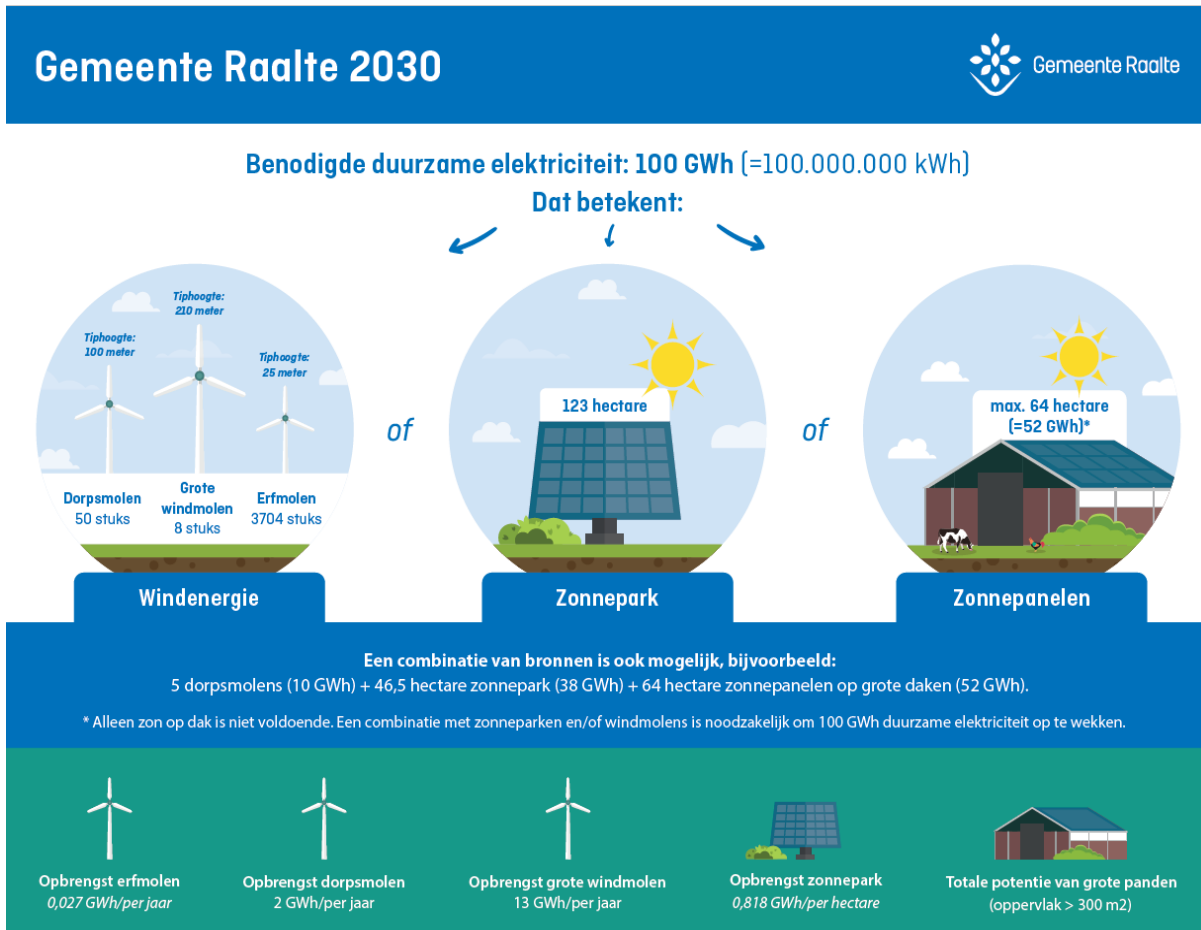 Gemeente Raalte 2030
Gemeente Raalte
Benodigde duurzame elektriciteit: 100 GWh (=100.000.000 kWh)
Dat betekent:
Tiphoogte:
100 meter
Tiphoogte:
210 meter
Tiphoogte:
25 meter
Dorpsmolen
50 stuks
Grote
windmolen
8 stuks
Erfmolen
3704 stuks
Windenergie
of
123 hectare
Zonnepark
of
max. 64 hectare
(=52 GWh)*
Zonnepanelen
Een combinatie van bronnen is ook mogelijk, bijvoorbeeld:
5 dorpsmolens (10 GWh) + 46,5 hectare zonnepark (38 GWh) + 64 hectare zonnepanelen op grote daken (52 GWh).
* Alleen zon op dak is niet voldoende. Een combinatie met zonneparken en/of windmolens is noodzakelijk om 100 GWh duurzame elektriciteit op te wekken.
Opbrengst erfmolen
0,027 GWh/per jaar
Opbrengst dorpsmolen
2 GWh/per jaar
Opbrengst grote windmolen
13 GWh/per jaar
Opbrengst zonnepark
0,818 GWh/per hectare
Totale potentie van grote panden
(oppervlak > 300 m2)